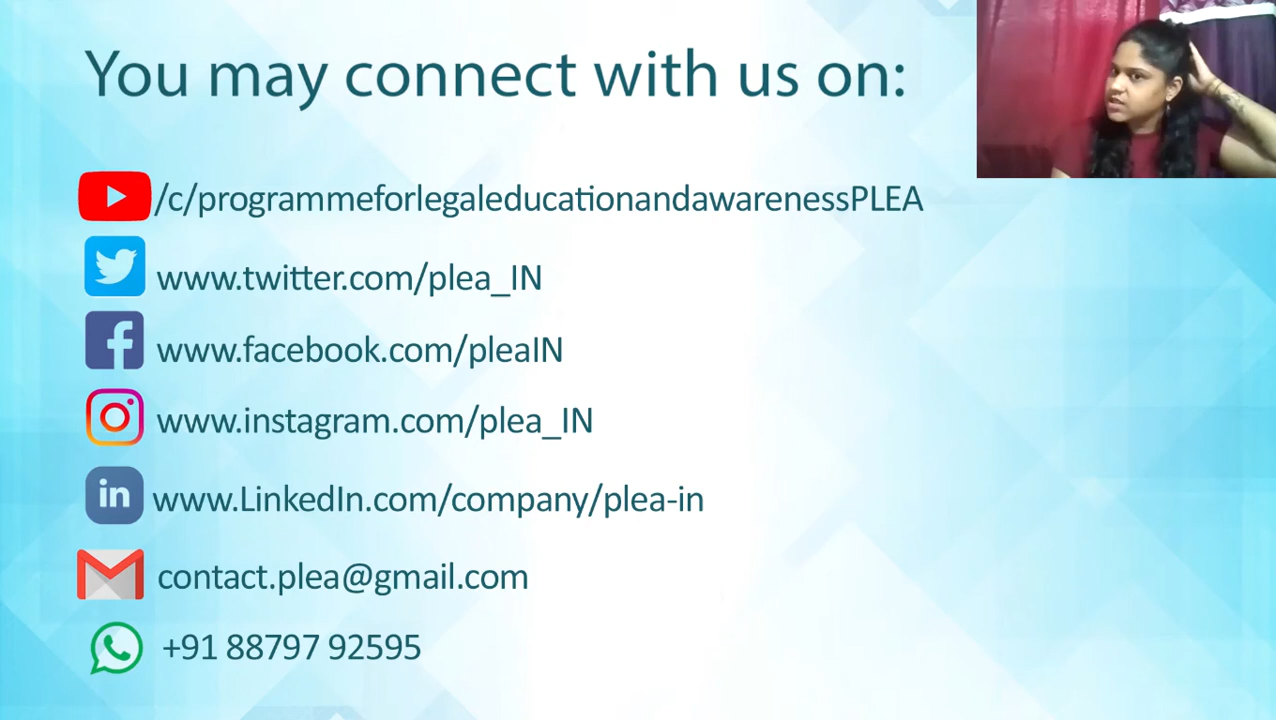 You may connect with us on:
/c/programmeforlegaleducationandawarenessPLEA
www.twitter.com/plea_IN
www.facebook.com/pleaIN
www.instagram.com/plea_IN
in www.LinkedIn.com/company/plea-in
contact.plea@gmail.com
+91 88797 92595